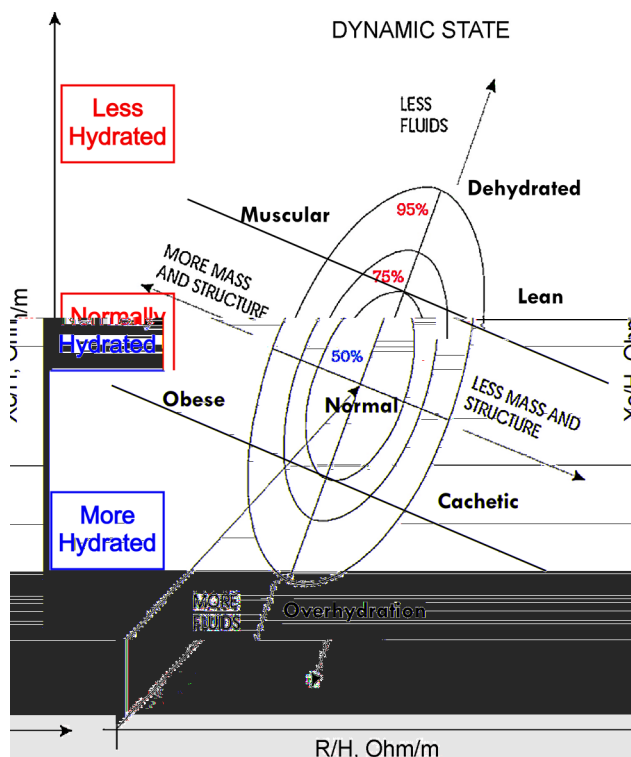 DYNAMIC STATE
Less
Hydrated
LESS
FLUIDS
Dehydrated
95%
Muscular
MORE MASS
AND STRUCTURE
75%
Lean
Normally
Hydrated
50%
Obese
Normal
LESS MASS AND
STRUCTURE
Cachetic
More
Hydrated
MORE
FLUIDS
Overhydration
R/H. Ohm/m